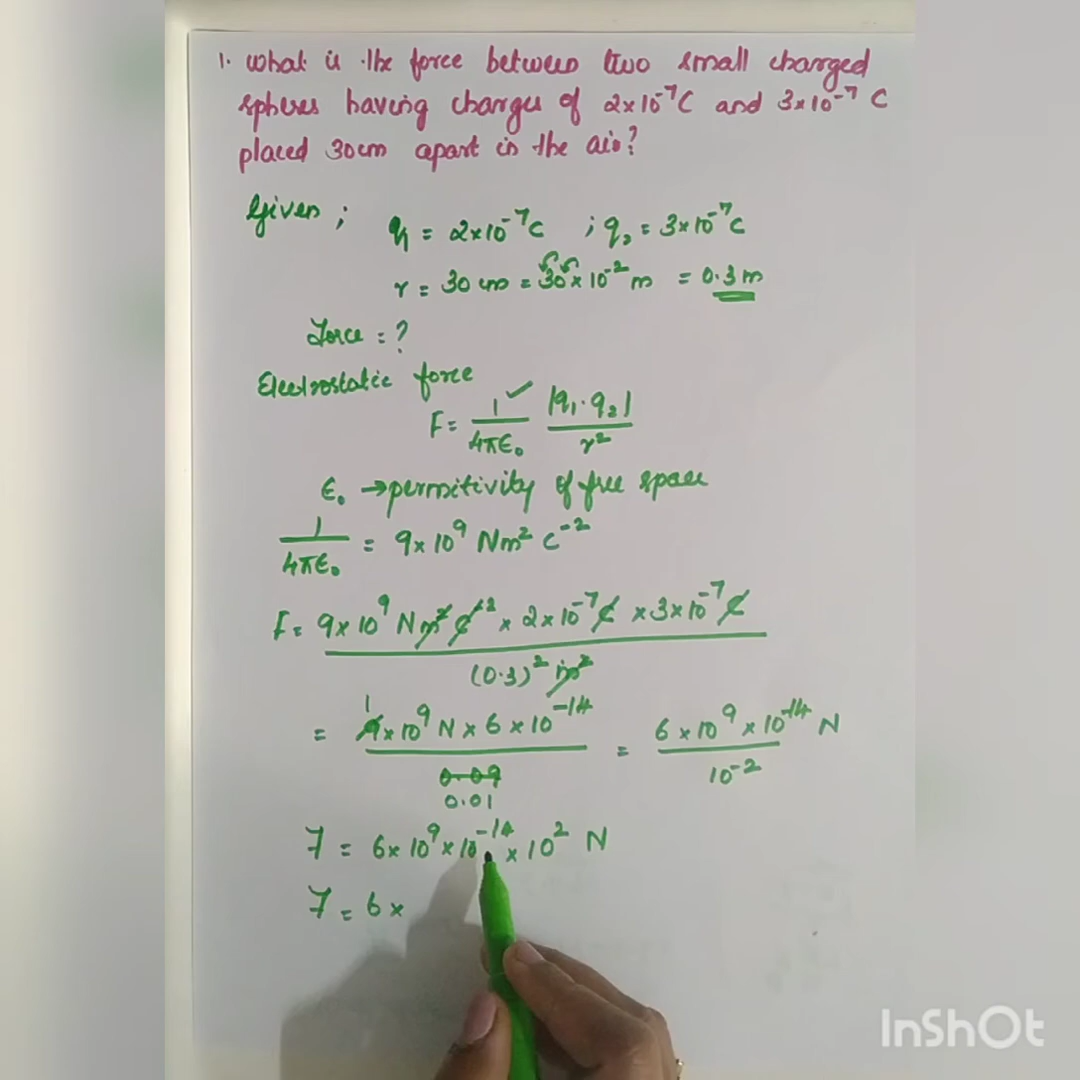 1. What is the force between two small charged
spheres having charges of 2×10⁻⁷C and 3×10⁻⁷ C
placed 30cm apart in the air?
Given ; q₁ = 2×10⁻⁷C ; q₂ = 3×10⁻⁷C
r = 30 cm = 30×10⁻² m = 0.3 m
Force = ?
Electrostatic force
F = 1/4πϵ₀ |q₁.q₂|/r²
ϵ₀ → permitivity of free space
1/4πϵ₀ = 9×10⁹ Nm² C⁻²
F = 9×10⁹ Nm² C⁻² × 2×10⁻⁷C × 3×10⁻⁷C / (0.3)² m²
= 9×10⁹ N × 6×10⁻¹⁴ / 0.09 = 6×10⁹×10⁻¹⁴ N / 10⁻²
1
0.01
F = 6×10⁹×10⁻¹⁴×10² N
F = 6×
InShOt